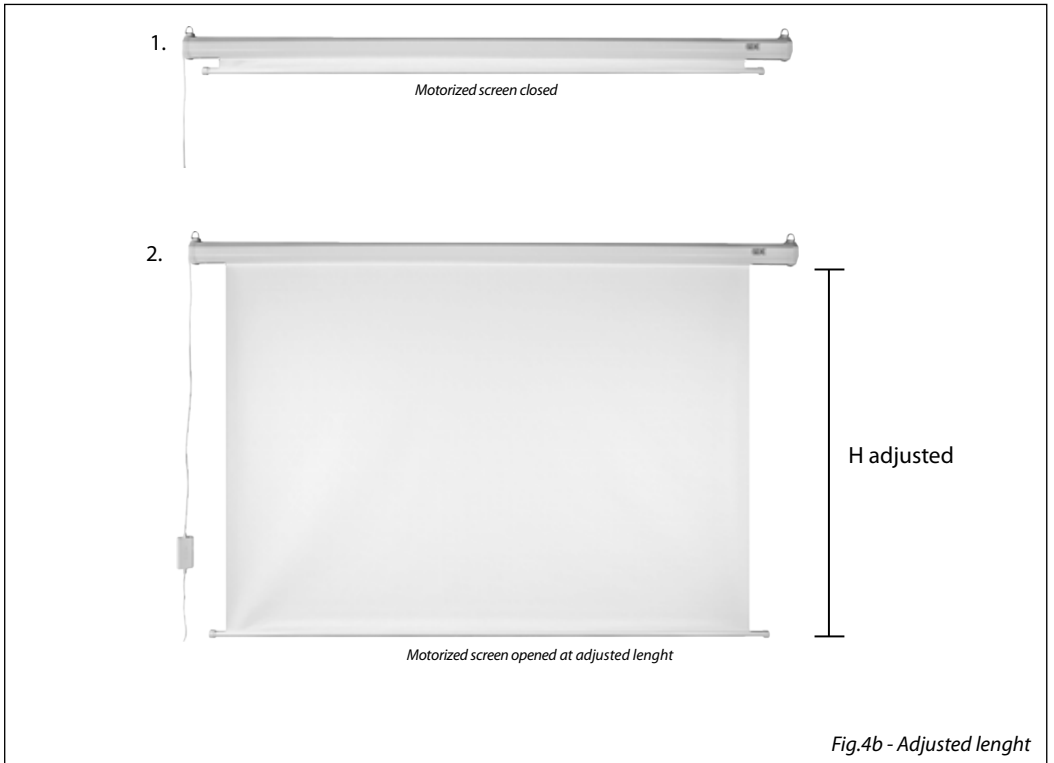 1.
Motorized screen closed
2.
H adjusted
Motorized screen opened at adjusted lenght
Fig.4b - Adjusted lenght